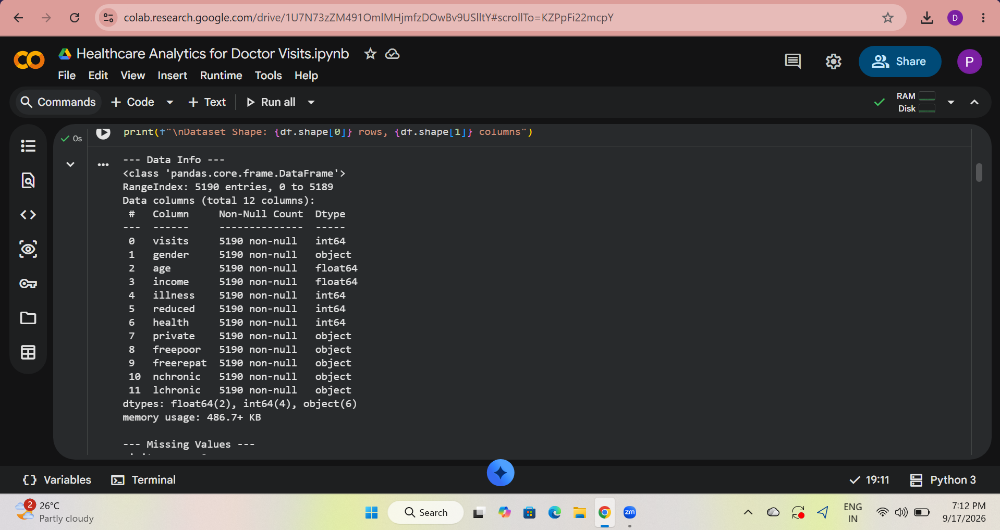 colab.research.google.com/drive/1U7N73zZM491OmlMHjmfzDOwBv9USlltY#scrollTo=KZPpFi22mcpY
D
Healthcare Analytics for Doctor Visits.ipynb
File Edit View Insert Runtime Tools Help
Share
P
Commands + Code + Text Run all
RAM
Disk
0s
print(f"\nDataset Shape: {df.shape[0]} rows, {df.shape[1]} columns")
--- Data Info ---
<class 'pandas.core.frame.DataFrame'>
RangeIndex: 5190 entries, 0 to 5189
Data columns (total 12 columns):
# Column Non-Null Count Dtype
--- ------ -------------- -----
0 visits 5190 non-null int64
1 gender 5190 non-null object
2 age 5190 non-null float64
3 income 5190 non-null float64
4 illness 5190 non-null int64
5 reduced 5190 non-null int64
6 health 5190 non-null int64
7 private 5190 non-null object
8 freepoor 5190 non-null object
9 freerepat 5190 non-null object
10 nchronic 5190 non-null object
11 lchronic 5190 non-null object
dtypes: float64(2), int64(4), object(6)
memory usage: 486.7+ KB
--- Missing Values ---
{} Variables Terminal
19:11 Python 3
2
26°C
Partly cloudy
Search
zm
ENG
IN
7:12 PM
9/17/2026